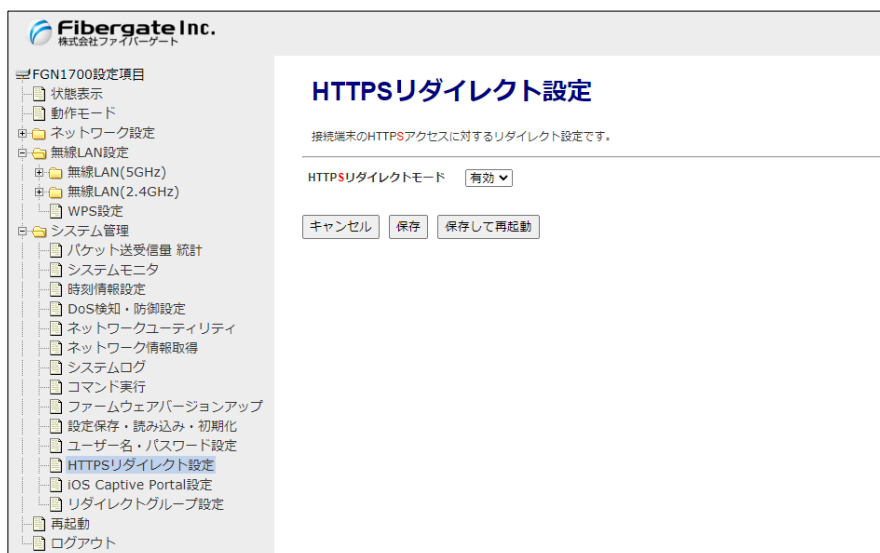 Fibergate Inc.
株式会社ファイバーゲート
FGN1700設定項目
状態表示
動作モード
ネットワーク設定
無線LAN設定
無線LAN(5GHz)
無線LAN(2.4GHz)
WPS設定
システム管理
パケット送受信量 統計
システムモニタ
時刻情報設定
DoS検知・防御設定
ネットワークユーティリティ
ネットワーク情報取得
システムログ
コマンド実行
ファームウェアバージョンアップ
設定保存・読み込み・初期化
ユーザー名・パスワード設定
HTTPSリダイレクト設定
iOS Captive Portal設定
リダイレクトグループ設定
再起動
ログアウト
HTTPSリダイレクト設定
接続端末のHTTPSアクセスに対するリダイレクト設定です。
HTTPSリダイレクトモード 有効
キャンセル 保存 保存して再起動